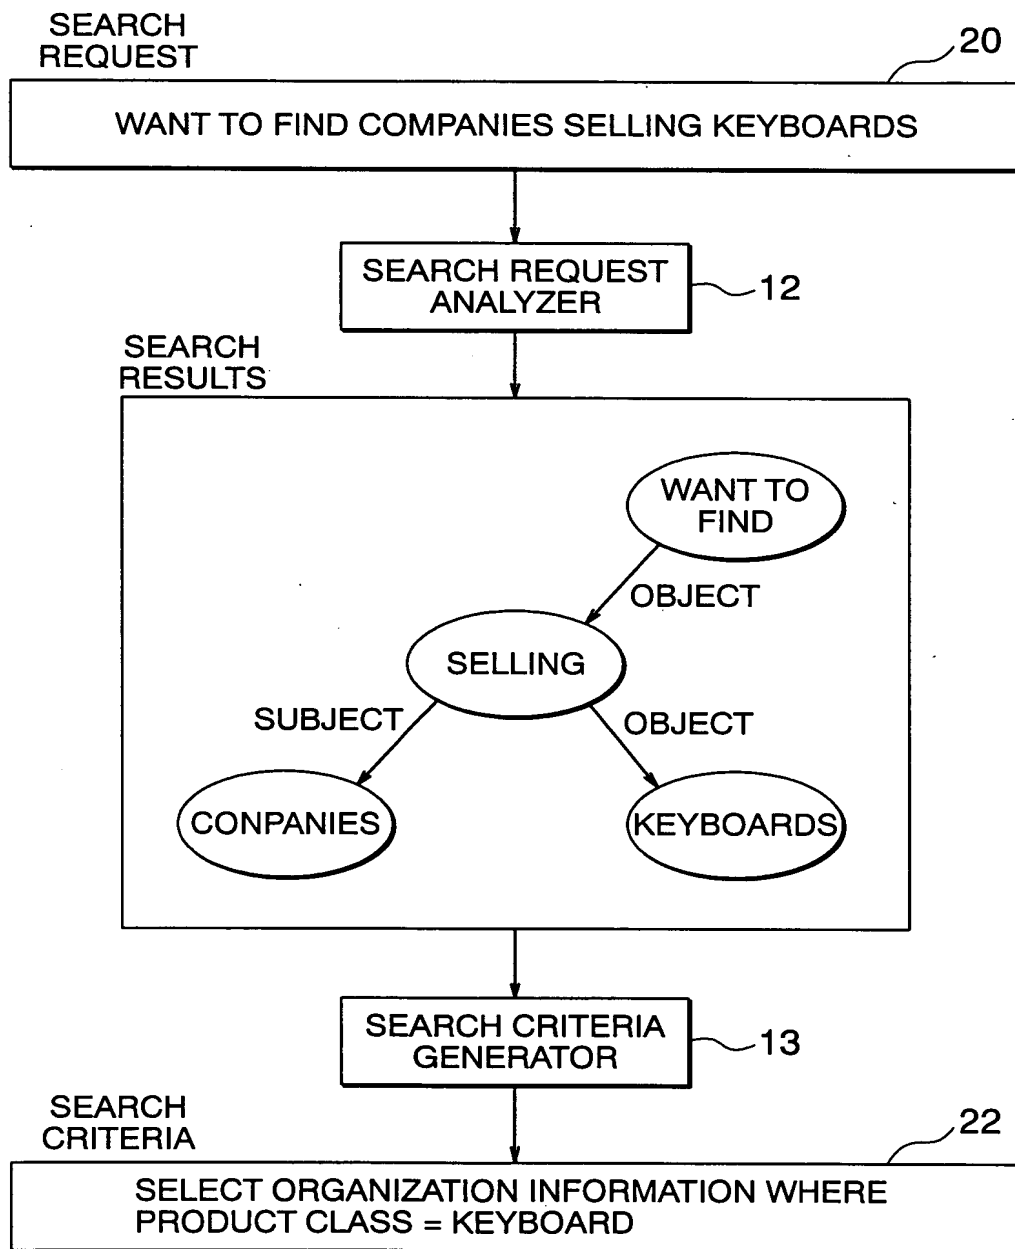 SEARCH
REQUEST
20
WANT TO FIND COMPANIES SELLING KEYBOARDS
SEARCH REQUEST
ANALYZER
12
SEARCH
RESULTS
WANT TO
FIND
OBJECT
SELLING
SUBJECT
OBJECT
CONPANIES
KEYBOARDS
SEARCH CRITERIA
GENERATOR
13
SEARCH
CRITERIA
22
SELECT ORGANIZATION INFORMATION WHERE
PRODUCT CLASS = KEYBOARD